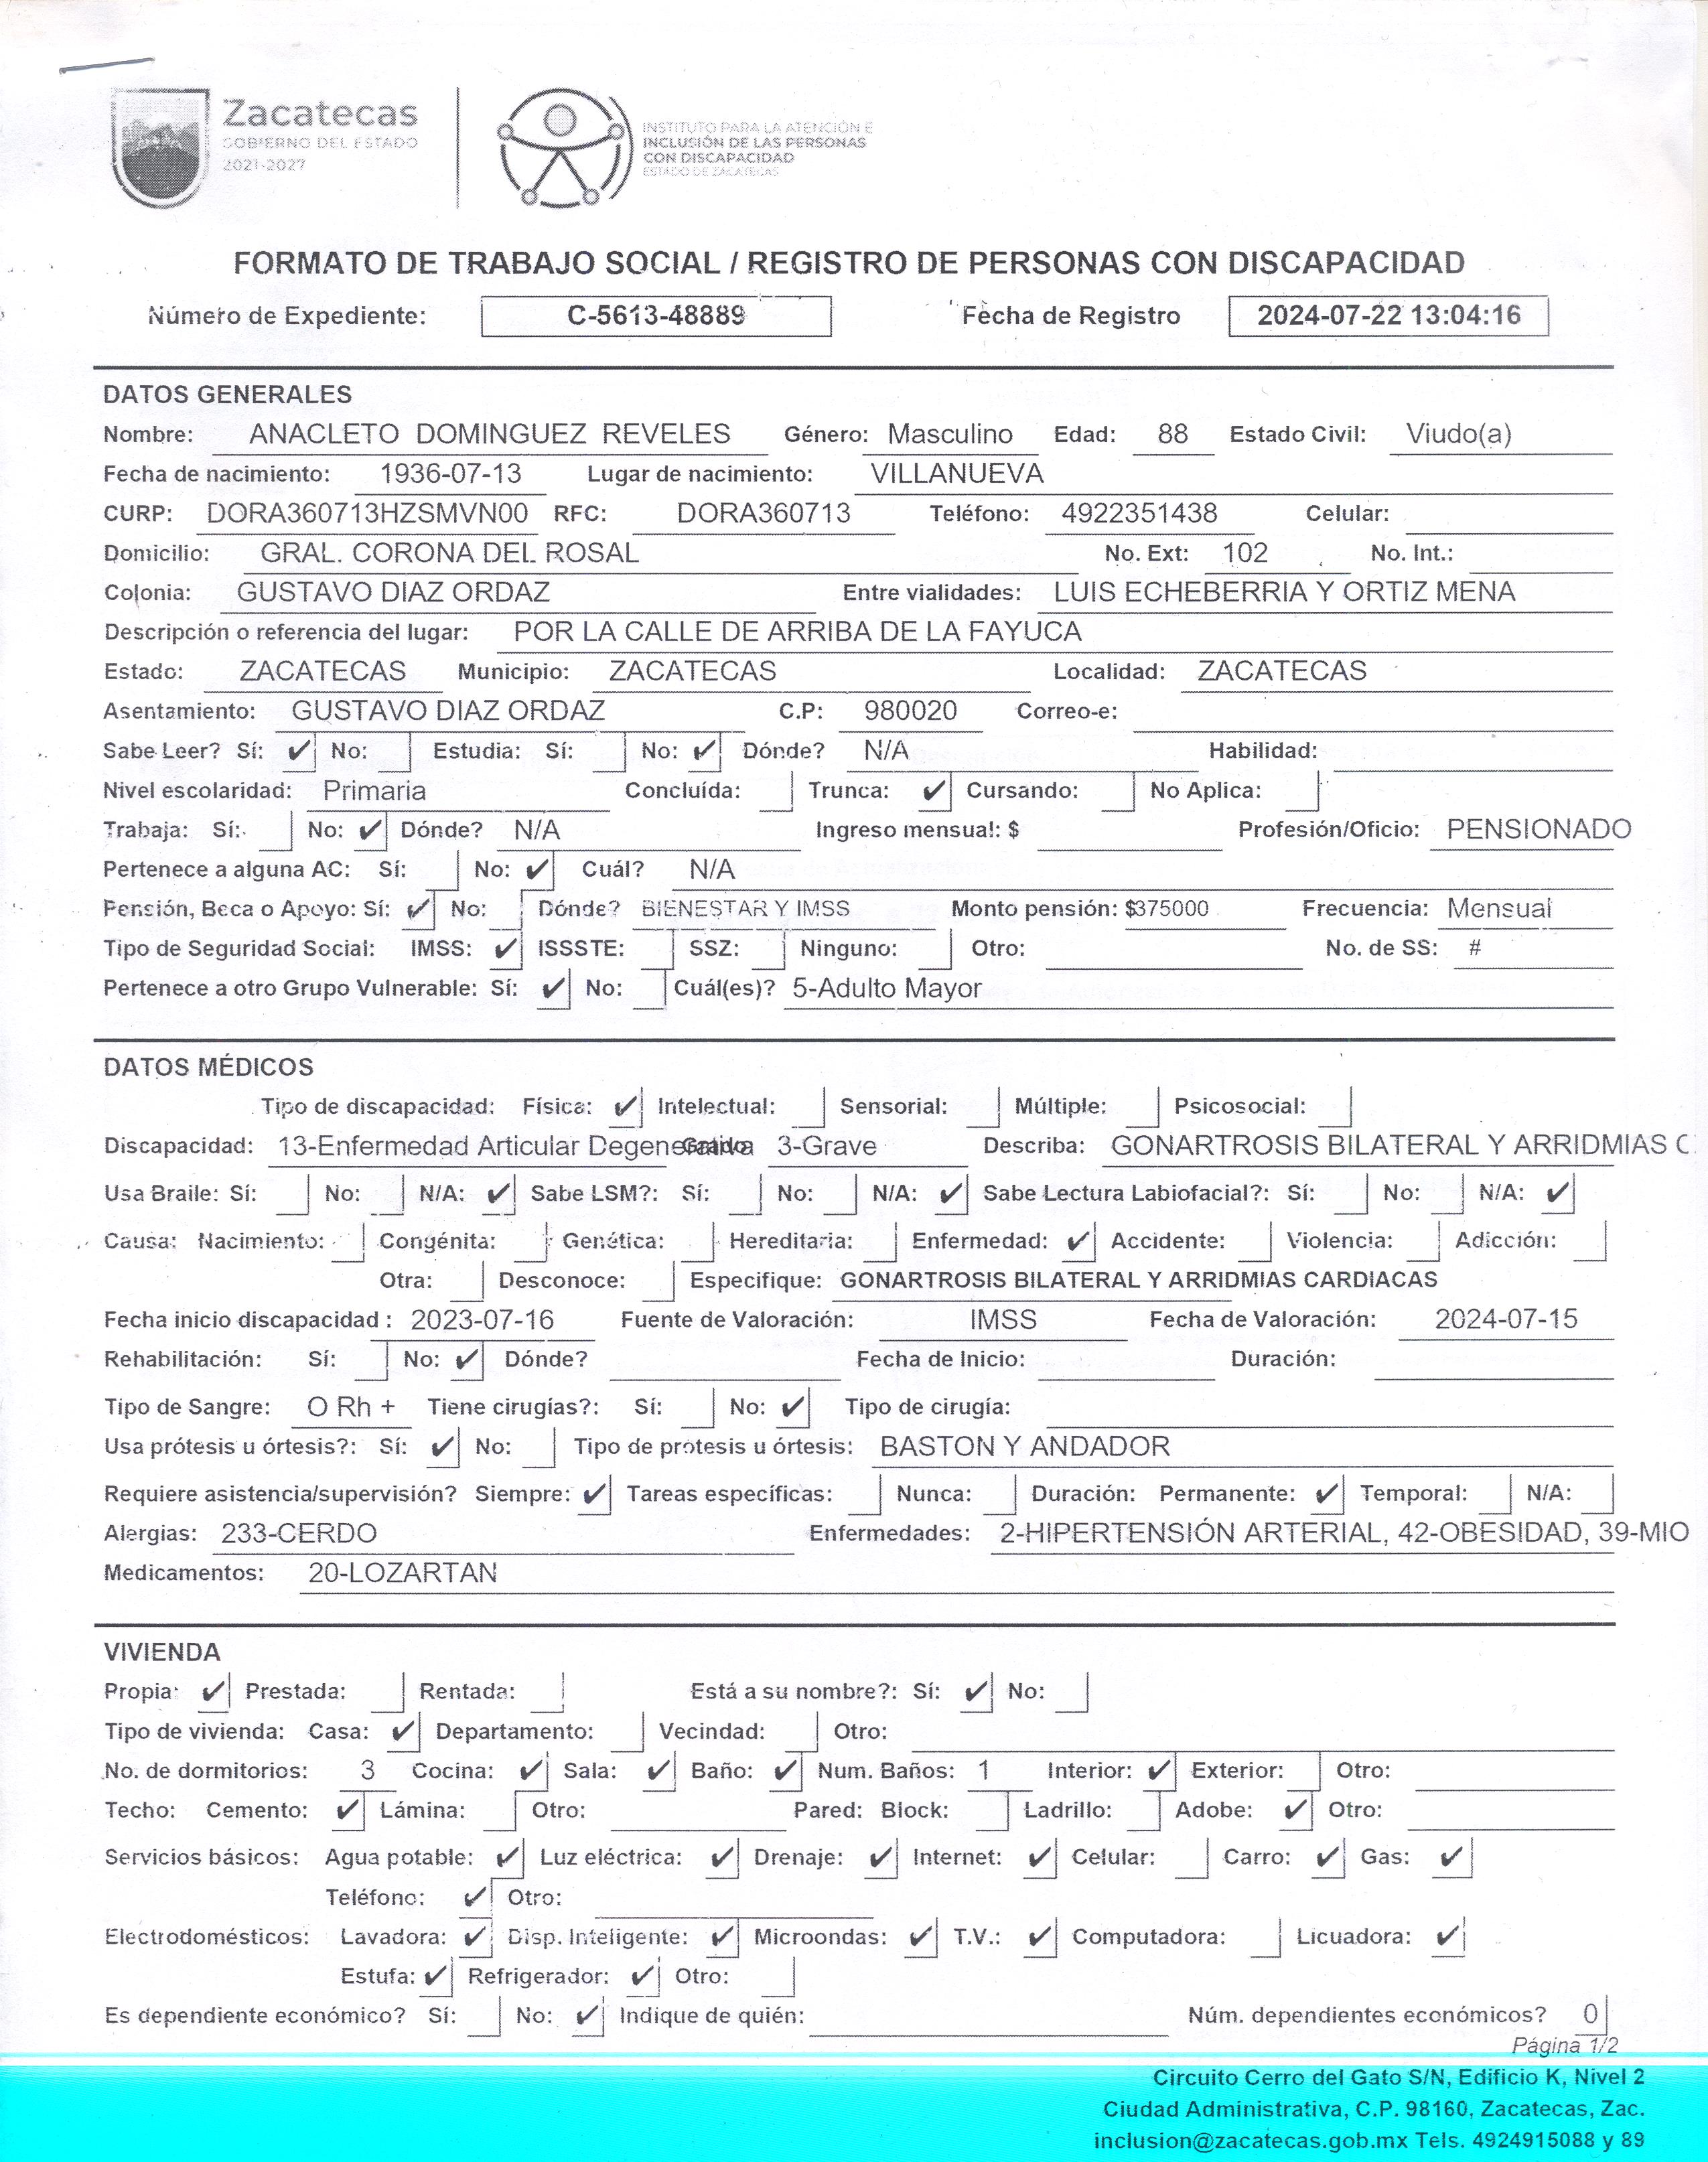 Zacatecas
GOBIERNO DEL ESTADO
2021-2027
INSTITUTO PARA LA ATENCIÓN E
INCLUSIÓN DE LAS PERSONAS
CON DISCAPACIDAD
ESTADO DE ZACATECAS
FORMATO DE TRABAJO SOCIAL / REGISTRO DE PERSONAS CON DISCAPACIDAD
Número de Expediente: C-5613-48889 Fecha de Registro 2024-07-22 13:04:16
DATOS GENERALES
Nombre: ANACLETO DOMINGUEZ REVELES Género: Masculino Edad: 88 Estado Civil: Viudo(a)
Fecha de nacimiento: 1936-07-13 Lugar de nacimiento: VILLANUEVA
CURP: DORA360713HZSMVN00 RFC: DORA360713 Teléfono: 4922351438 Celular:
Domicilio: GRAL. CORONA DEL ROSAL No. Ext: 102 No. Int.:
Colonia: GUSTAVO DIAZ ORDAZ Entre vialidades: LUIS ECHEBERRIA Y ORTIZ MENA
Descripción o referencia del lugar: POR LA CALLE DE ARRIBA DE LA FAYUCA
Estado: ZACATECAS Municipio: ZACATECAS Localidad: ZACATECAS
Asentamiento: GUSTAVO DIAZ ORDAZ C.P: 980020 Correo-e:
Sabe Leer? Sí: ✔ No: Estudia: Sí: No: ✔ Dónde? N/A Habilidad:
Nivel escolaridad: Primaria Concluída: Trunca: ✔ Cursando: No Aplica:
Trabaja: Sí: No: ✔ Dónde? N/A Ingreso mensual: $ Profesión/Oficio: PENSIONADO
Pertenece a alguna AC: Sí: No: ✔ Cuál? N/A
Pensión, Beca o Apoyo: Sí: ✔ No: Dónde? BIENESTAR Y IMSS Monto pensión: $375000 Frecuencia: Mensual
Tipo de Seguridad Social: IMSS: ✔ ISSSTE: SSZ: Ninguno: Otro: No. de SS: #
Pertenece a otro Grupo Vulnerable: Sí: ✔ No: Cuál(es)? 5-Adulto Mayor
DATOS MÉDICOS
Tipo de discapacidad: Física: ✔ Intelectual: Sensorial: Múltiple: Psicosocial:
Discapacidad: 13-Enfermedad Articular Degenerativa Grado: 3-Grave Describa: GONARTROSIS BILATERAL Y ARRIDMIAS C
Usa Braile: Sí: No: N/A: ✔ Sabe LSM?: Sí: No: N/A: ✔ Sabe Lectura Labiofacial?: Sí: No: N/A: ✔
Causa: Nacimiento: Congénita: Genética: Hereditaria: Enfermedad: ✔ Accidente: Violencia: Adicción:
Otra: Desconoce: Especifique: GONARTROSIS BILATERAL Y ARRIDMIAS CARDIACAS
Fecha inicio discapacidad : 2023-07-16 Fuente de Valoración: IMSS Fecha de Valoración: 2024-07-15
Rehabilitación: Sí: No: ✔ Dónde? Fecha de Inicio: Duración:
Tipo de Sangre: O Rh + Tiene cirugías?: Sí: No: ✔ Tipo de cirugía:
Usa prótesis u órtesis?: Sí: ✔ No: Tipo de prótesis u órtesis: BASTON Y ANDADOR
Requiere asistencia/supervisión? Siempre: ✔ Tareas específicas: Nunca: Duración: Permanente: ✔ Temporal: N/A:
Alergias: 233-CERDO Enfermedades: 2-HIPERTENSIÓN ARTERIAL, 42-OBESIDAD, 39-MIO
Medicamentos: 20-LOZARTAN
VIVIENDA
Propia: ✔ Prestada: Rentada: Está a su nombre?: Sí: ✔ No:
Tipo de vivienda: Casa: ✔ Departamento: Vecindad: Otro:
No. de dormitorios: 3 Cocina: ✔ Sala: ✔ Baño: ✔ Num. Baños: 1 Interior: ✔ Exterior: Otro:
Techo: Cemento: ✔ Lámina: Otro: Pared: Block: Ladrillo: Adobe: ✔ Otro:
Servicios básicos: Agua potable: ✔ Luz eléctrica: ✔ Drenaje: ✔ Internet: ✔ Celular: Carro: ✔ Gas: ✔
Teléfono: ✔ Otro:
Electrodomésticos: Lavadora: ✔ Disp. Inteligente: ✔ Microondas: ✔ T.V.: ✔ Computadora: Licuadora: ✔
Estufa: ✔ Refrigerador: ✔ Otro:
Es dependiente económico? Sí: No: ✔ Indique de quién: Núm. dependientes económicos? 0
Página 1/2
Circuito Cerro del Gato S/N, Edificio K, Nivel 2
Ciudad Administrativa, C.P. 98160, Zacatecas, Zac.
inclusion@zacatecas.gob.mx Tels. 4924915088 y 89